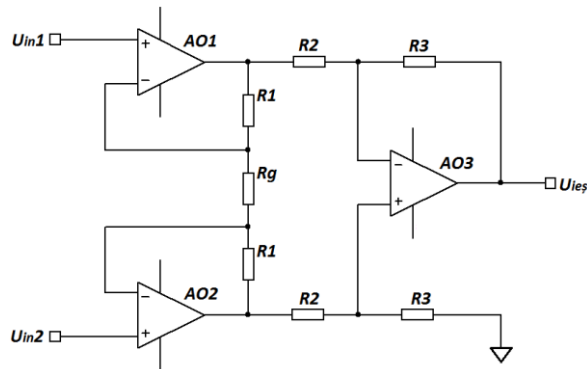 Uin1
+
AO1
R2
R3
-
R1
Rg
-
AO3
Uieș
+
R1
AO2
-
R2
R3
Uin2
+